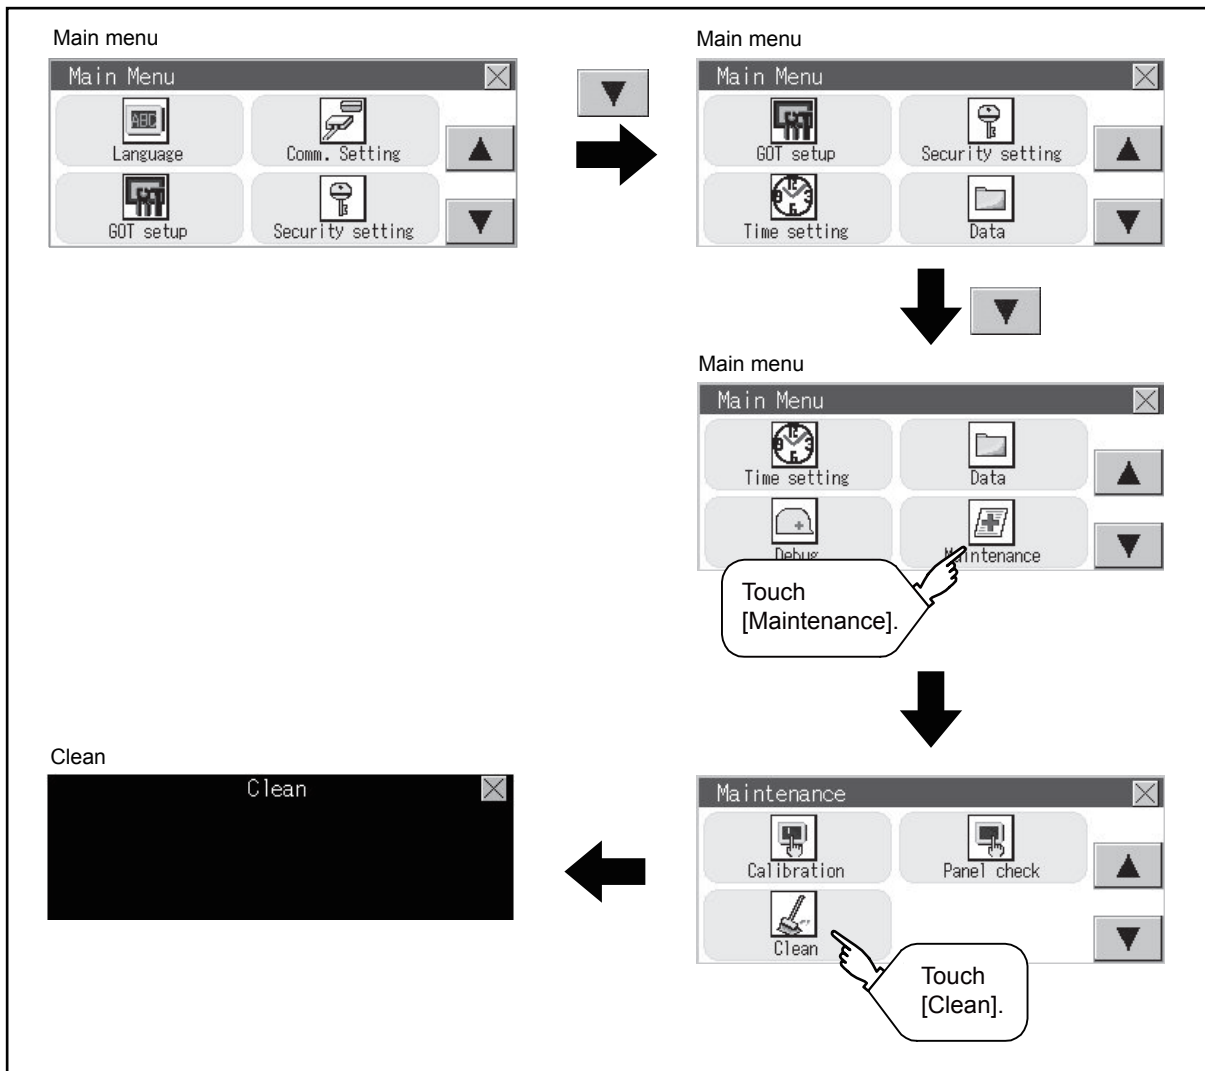 Main menu
Main Menu
ABC
Language
Comm. Setting
GOT setup
Security setting
Main menu
Main Menu
GOT setup
Security setting
Time setting
Data
Main menu
Main Menu
Time setting
Data
Debug
Maintenance
Touch
[Maintenance].
Maintenance
Calibration
Panel check
Clean
Touch
[Clean].
Clean
Clean